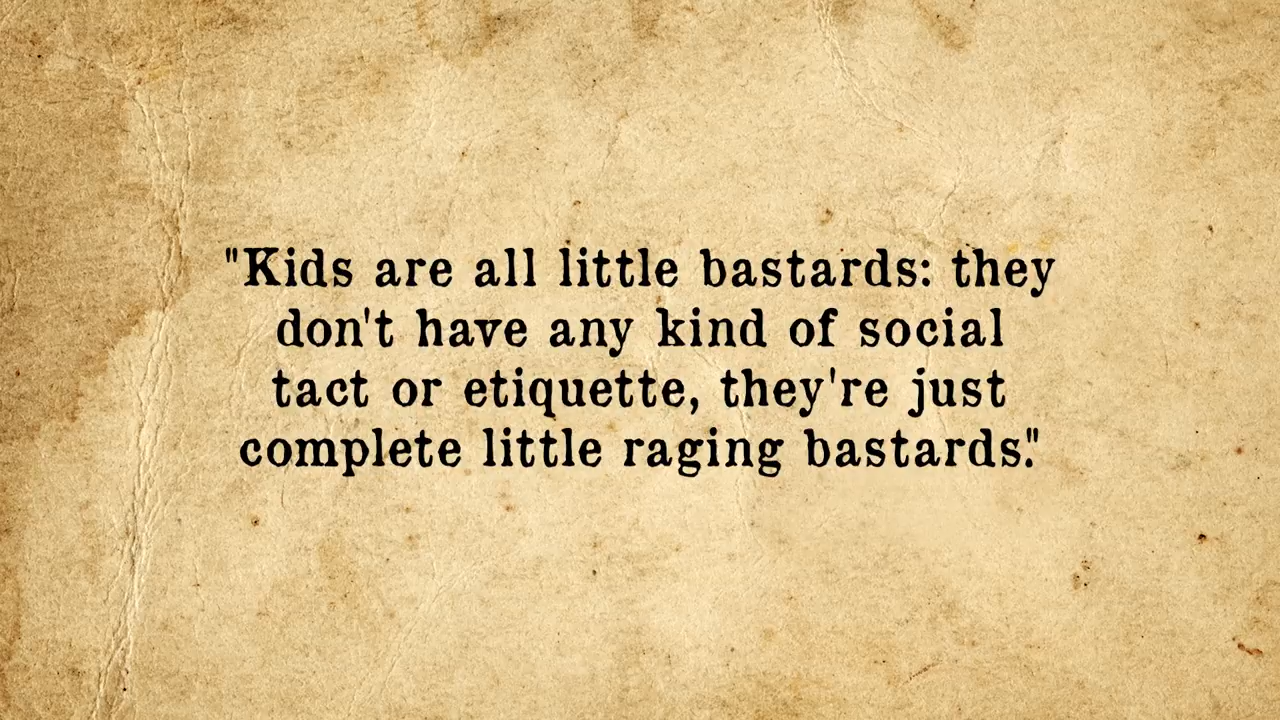 "Kids are all little bastards: they
don't have any kind of social
tact or etiquette, they're just
complete little raging bastards."